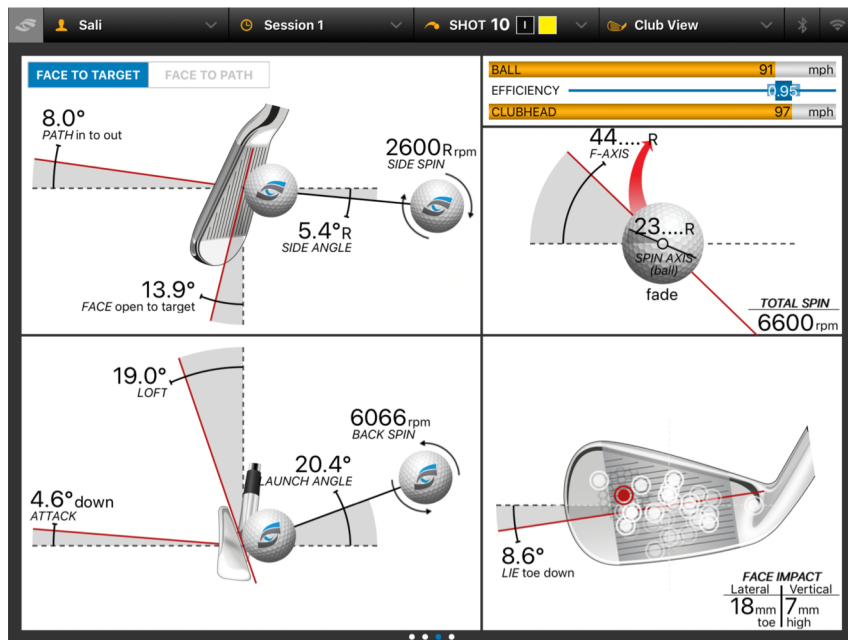 Sali
Session 1
SHOT 10 I
Club View
FACE TO TARGET
FACE TO PATH
8.0°
PATH in to out
2600R rpm
SIDE SPIN
5.4°R
SIDE ANGLE
13.9°
FACE open to target
BALL 91 mph
EFFICIENCY 0.95
CLUBHEAD 97 mph
44....R
F-AXIS
23....R
SPIN AXIS
(ball)
fade
TOTAL SPIN
6600 rpm
19.0°
LOFT
6066 rpm
BACK SPIN
20.4°
LAUNCH ANGLE
4.6° down
ATTACK
8.6°
LIE toe down
FACE IMPACT
Lateral Vertical
18mm 7mm
toe high